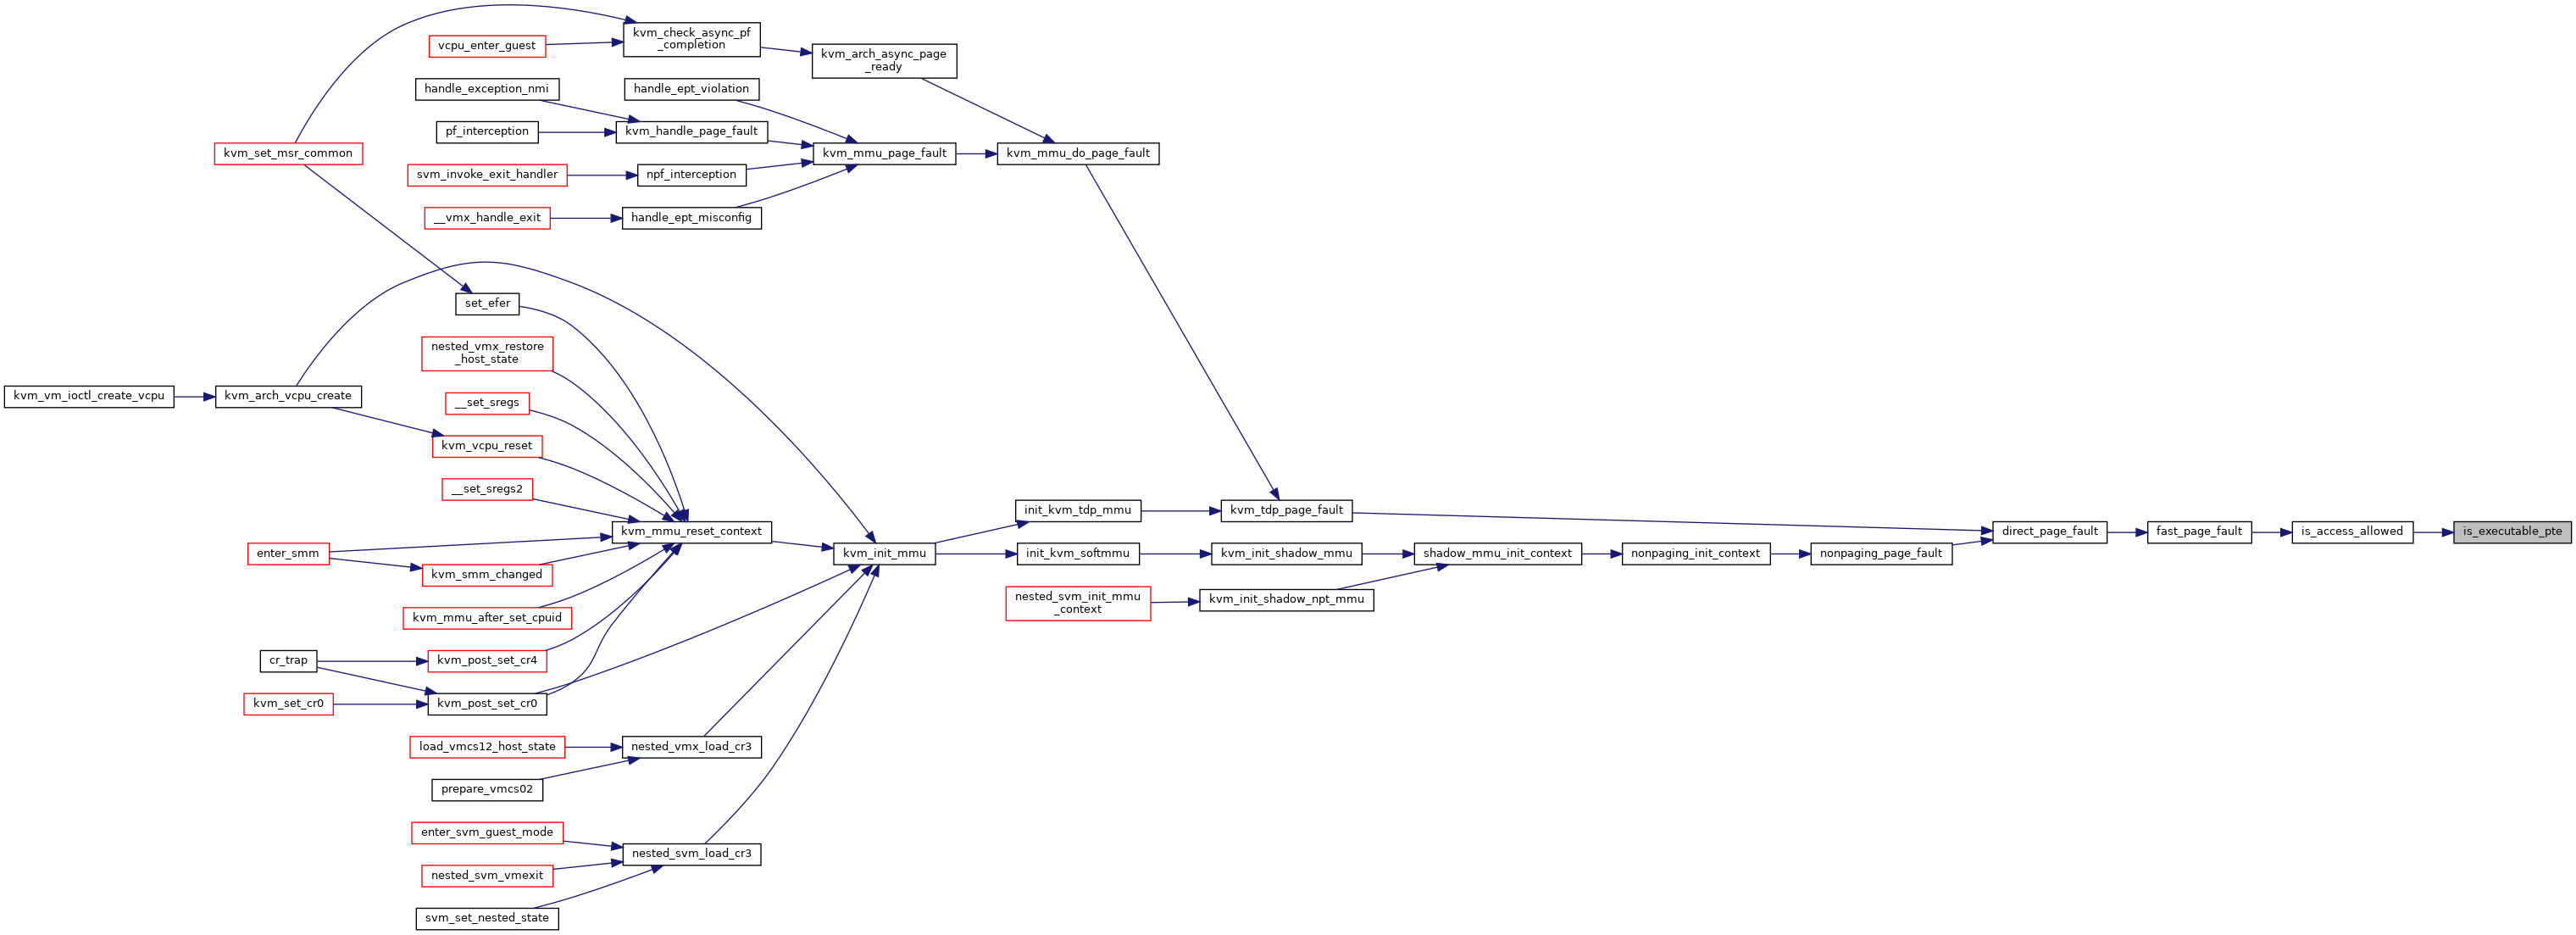 kvm_check_async_pf
_completion
vcpu_enter_guest
kvm_arch_async_page
_ready
handle_exception_nmi
handle_ept_violation
pf_interception
kvm_handle_page_fault
kvm_set_msr_common
kvm_mmu_page_fault
kvm_mmu_do_page_fault
svm_invoke_exit_handler
npf_interception
__vmx_handle_exit
handle_ept_misconfig
set_efer
nested_vmx_restore
_host_state
kvm_vm_ioctl_create_vcpu
kvm_arch_vcpu_create
__set_sregs
kvm_vcpu_reset
__set_sregs2
init_kvm_tdp_mmu
kvm_tdp_page_fault
kvm_mmu_reset_context
direct_page_fault
fast_page_fault
is_access_allowed
is_executable_pte
enter_smm
kvm_init_mmu
init_kvm_softmmu
kvm_init_shadow_mmu
shadow_mmu_init_context
nonpaging_init_context
nonpaging_page_fault
kvm_smm_changed
nested_svm_init_mmu
_context
kvm_init_shadow_npt_mmu
kvm_mmu_after_set_cpuid
cr_trap
kvm_post_set_cr4
kvm_set_cr0
kvm_post_set_cr0
load_vmcs12_host_state
nested_vmx_load_cr3
prepare_vmcs02
enter_svm_guest_mode
nested_svm_load_cr3
nested_svm_vmexit
svm_set_nested_state